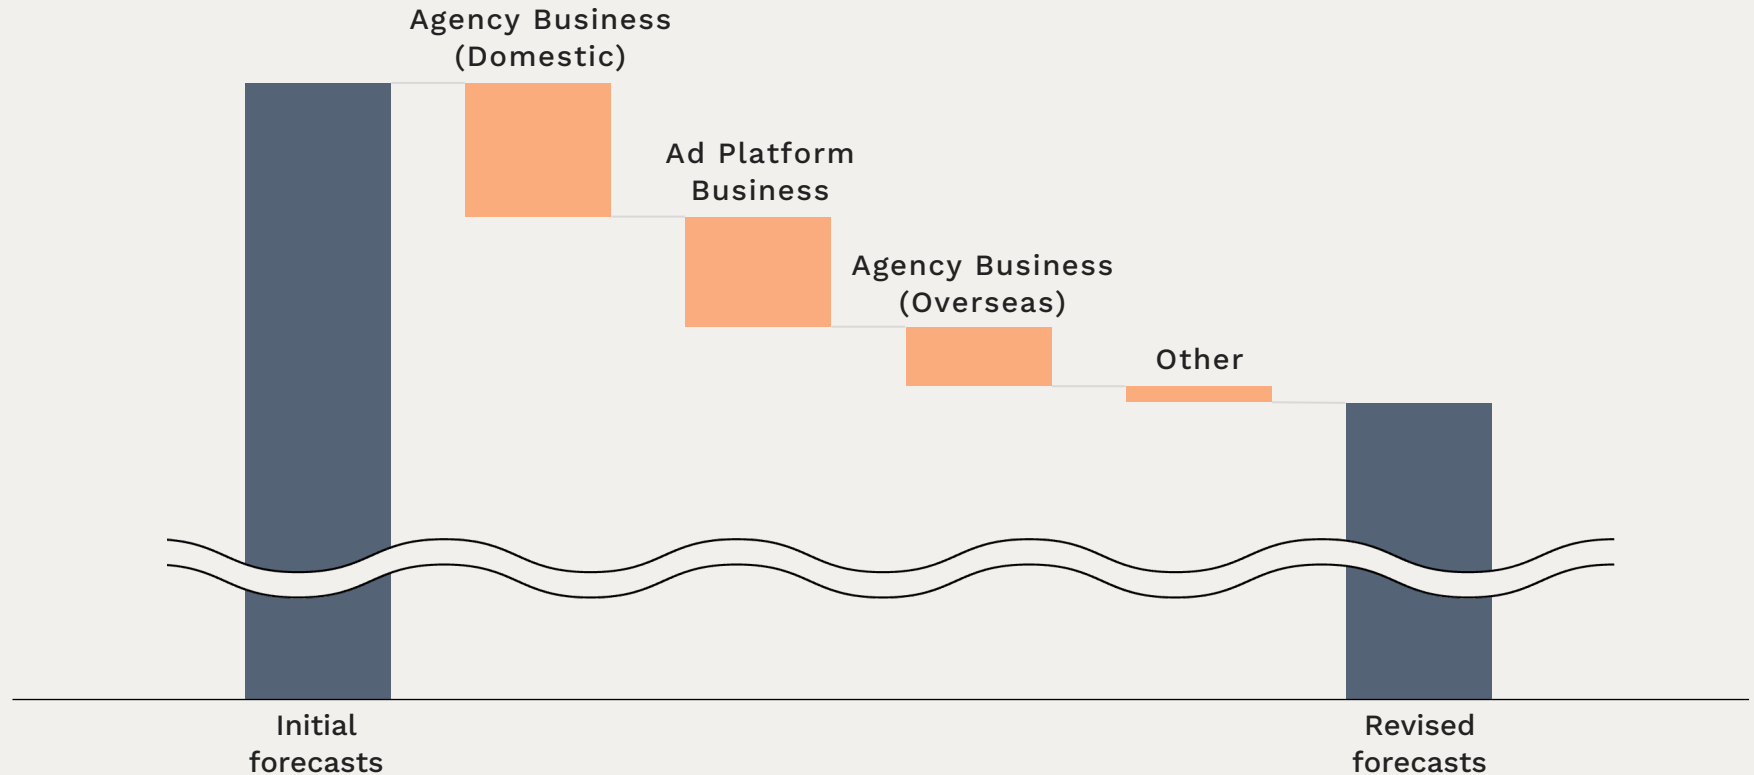 Agency Business
(Domestic)
Ad Platform
Business
Agency Business
(Overseas)
Other
Initial
forecasts
Revised
forecasts